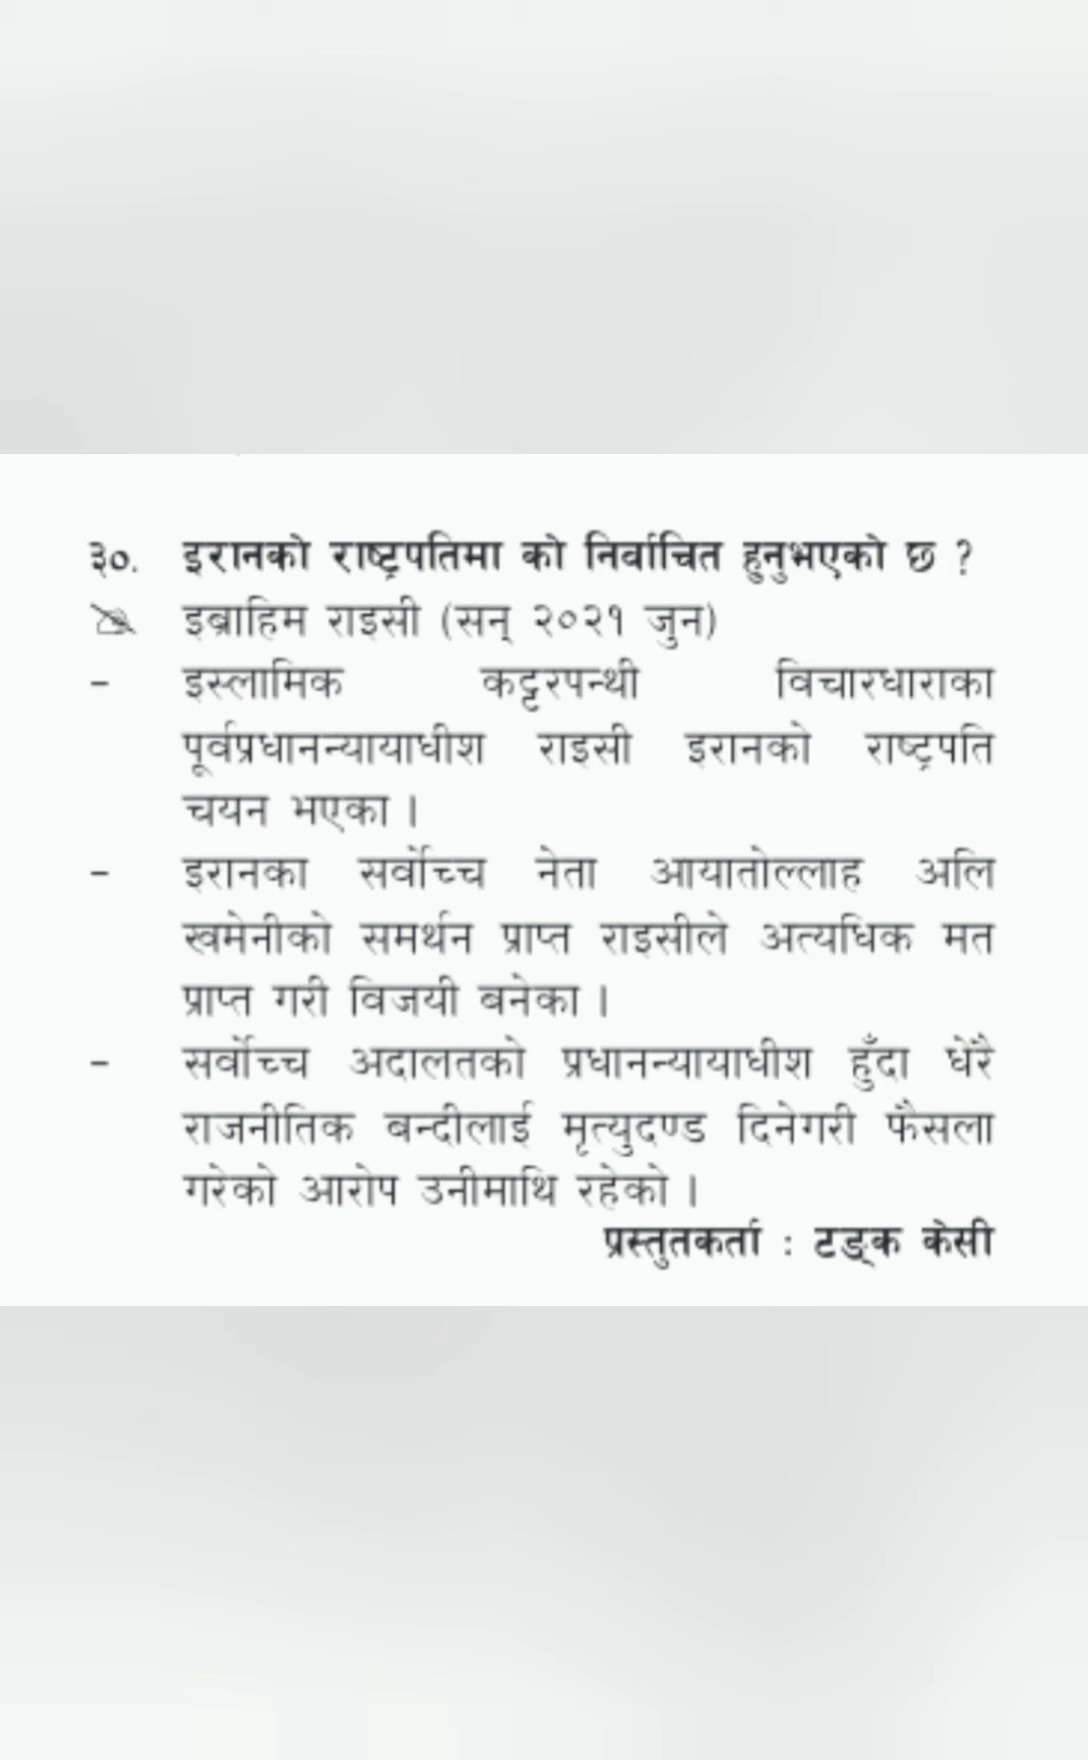 ३०. इरानको राष्ट्रपतिमा को निर्वाचित हुनुभएको छ ?
इब्राहिम राइसी (सन् २०२१ जुन)
- इस्लामिक कट्टरपन्थी विचारधाराका
पूर्वप्रधानन्यायाधीश राइसी इरानको राष्ट्रपति
चयन भएका ।
- इरानका सर्वोच्च नेता आयातोल्लाह अलि
खमेनीको समर्थन प्राप्त राइसीले अत्यधिक मत
प्राप्त गरी विजयी बनेका ।
- सर्वोच्च अदालतको प्रधानन्यायाधीश हुँदा धेरै
राजनीतिक बन्दीलाई मृत्युदण्ड दिनेगरी फैसला
गरेको आरोप उनीमाथि रहेको ।
प्रस्तुतकर्ता : टङ्क केसी